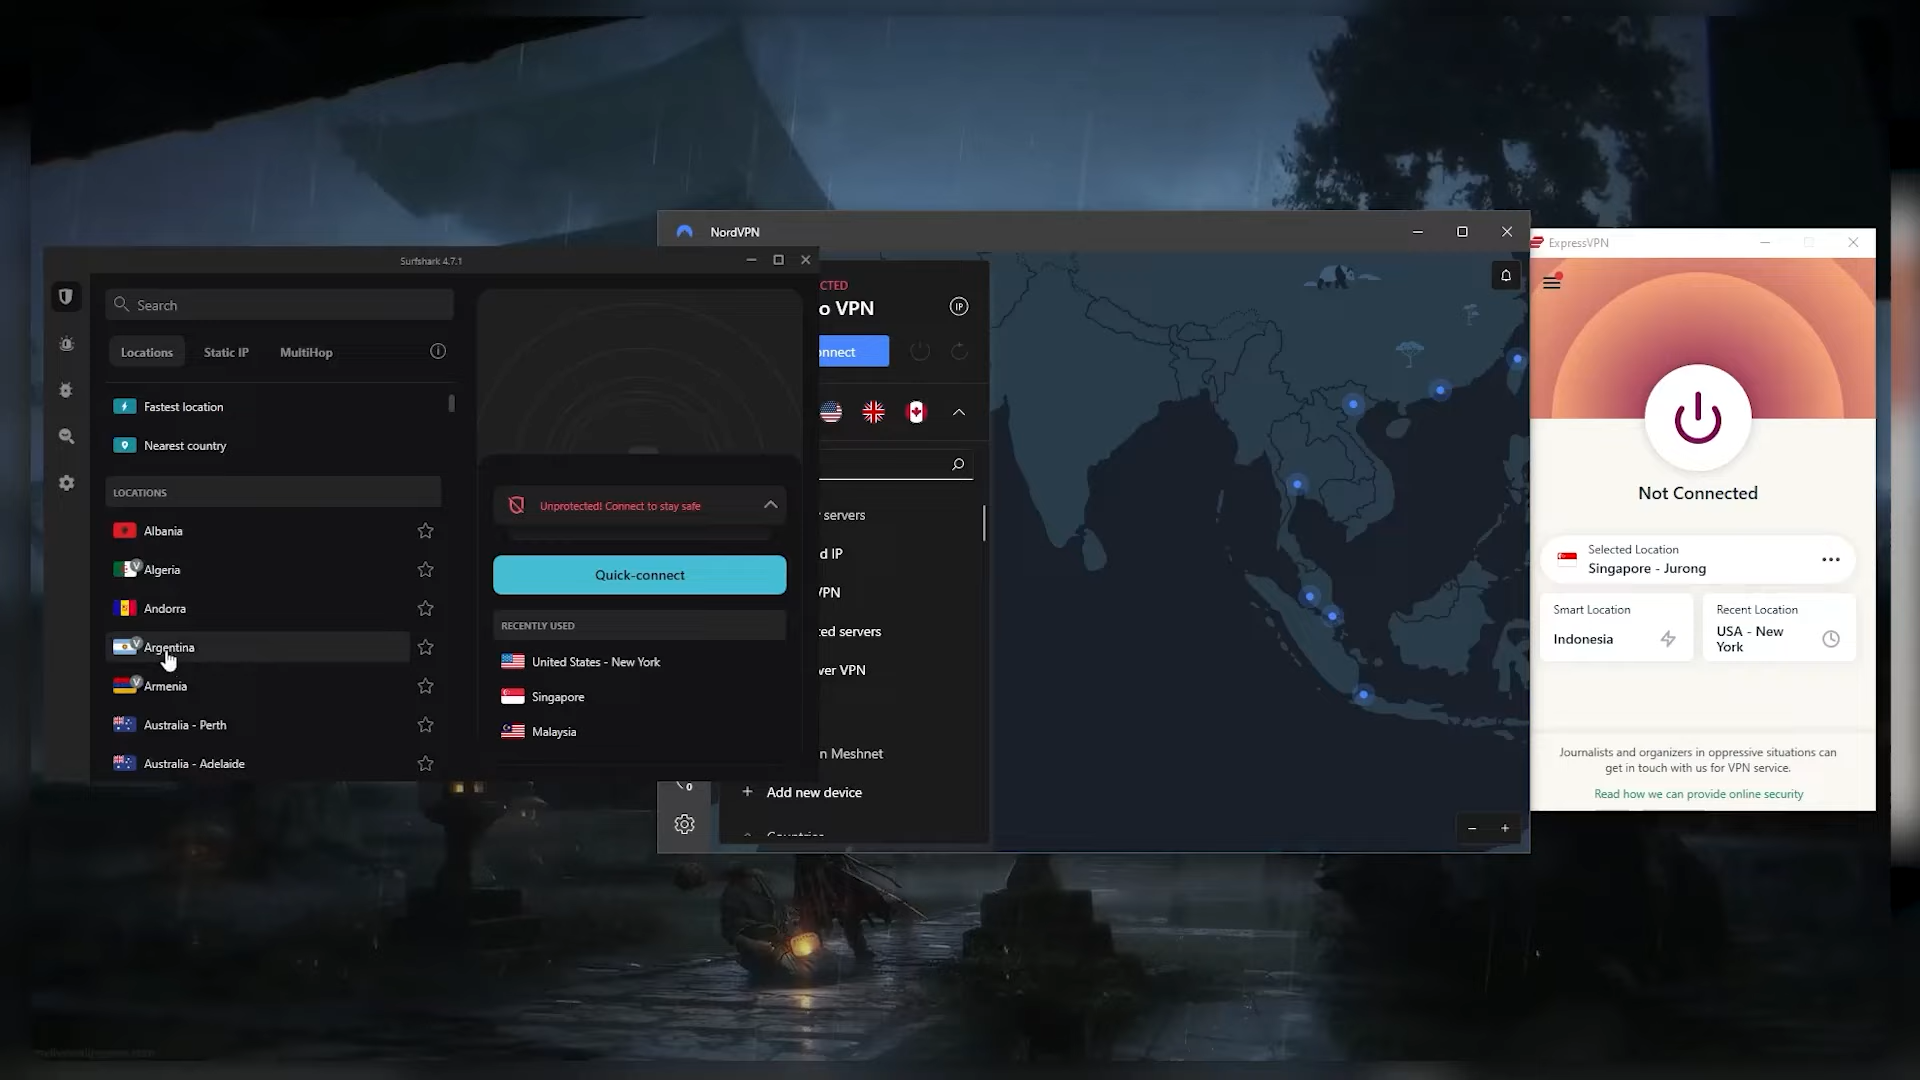 NordVPN
Surfshark 4.7.1
Search
Locations
Static IP
MultiHop
Fastest location
Nearest country
LOCATIONS
Albania
Algeria
Andorra
Argentina
Armenia
Australia - Perth
Australia - Adelaide
Unprotected! Connect to stay safe
Quick-connect
RECENTLY USED
United States - New York
Singapore
Malaysia
CTED
o VPN
IP
nnect
servers
d IP
VPN
ted servers
ver VPN
n Meshnet
+ Add new device
ExpressVPN
Not Connected
Selected Location
Singapore - Jurong
Smart Location
Indonesia
Recent Location
USA - New
York
Journalists and organizers in oppressive situations can
get in touch with us for VPN service.
Read how we can provide online security